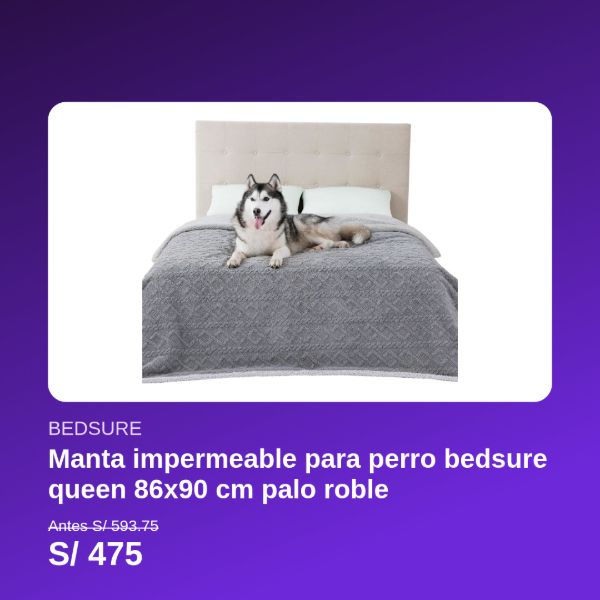 BEDSURE
Manta impermeable para perro bedsure
queen 86x90 cm palo roble
Antes S/ 593.75
S/ 475